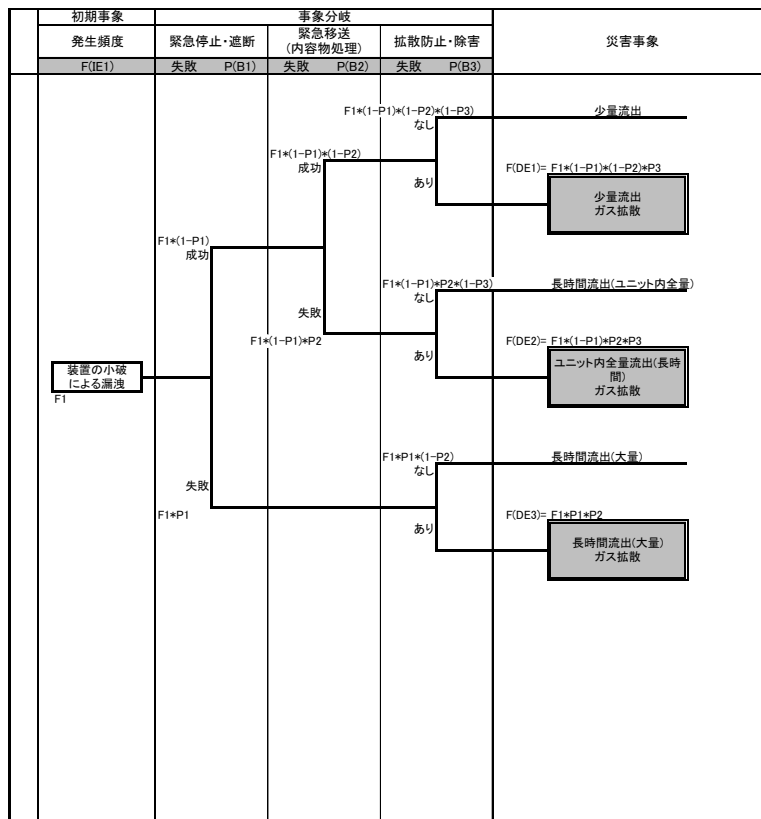 初期事象
事象分岐
発生頻度
緊急停止・遮断
緊急移送
(内容物処理)
拡散防止・除害
災害事象
F(IE1)
失敗 P(B1)
失敗 P(B2)
失敗 P(B3)
F1*(1-P1)*(1-P2)*(1-P3)
なし
少量流出
F1*(1-P1)*(1-P2)
成功
あり
F(DE1)= F1*(1-P1)*(1-P2)*P3
少量流出
ガス拡散
F1*(1-P1)
成功
F1*(1-P1)*P2*(1-P3)
なし
長時間流出(ユニット内全量)
失敗
F1*(1-P1)*P2
あり
F(DE2)= F1*(1-P1)*P2*P3
ユニット内全量流出(長時
間)
ガス拡散
装置の小破
による漏洩
F1
F1*P1*(1-P2)
なし
長時間流出(大量)
失敗
F1*P1
あり
F(DE3)= F1*P1*P2
長時間流出(大量)
ガス拡散